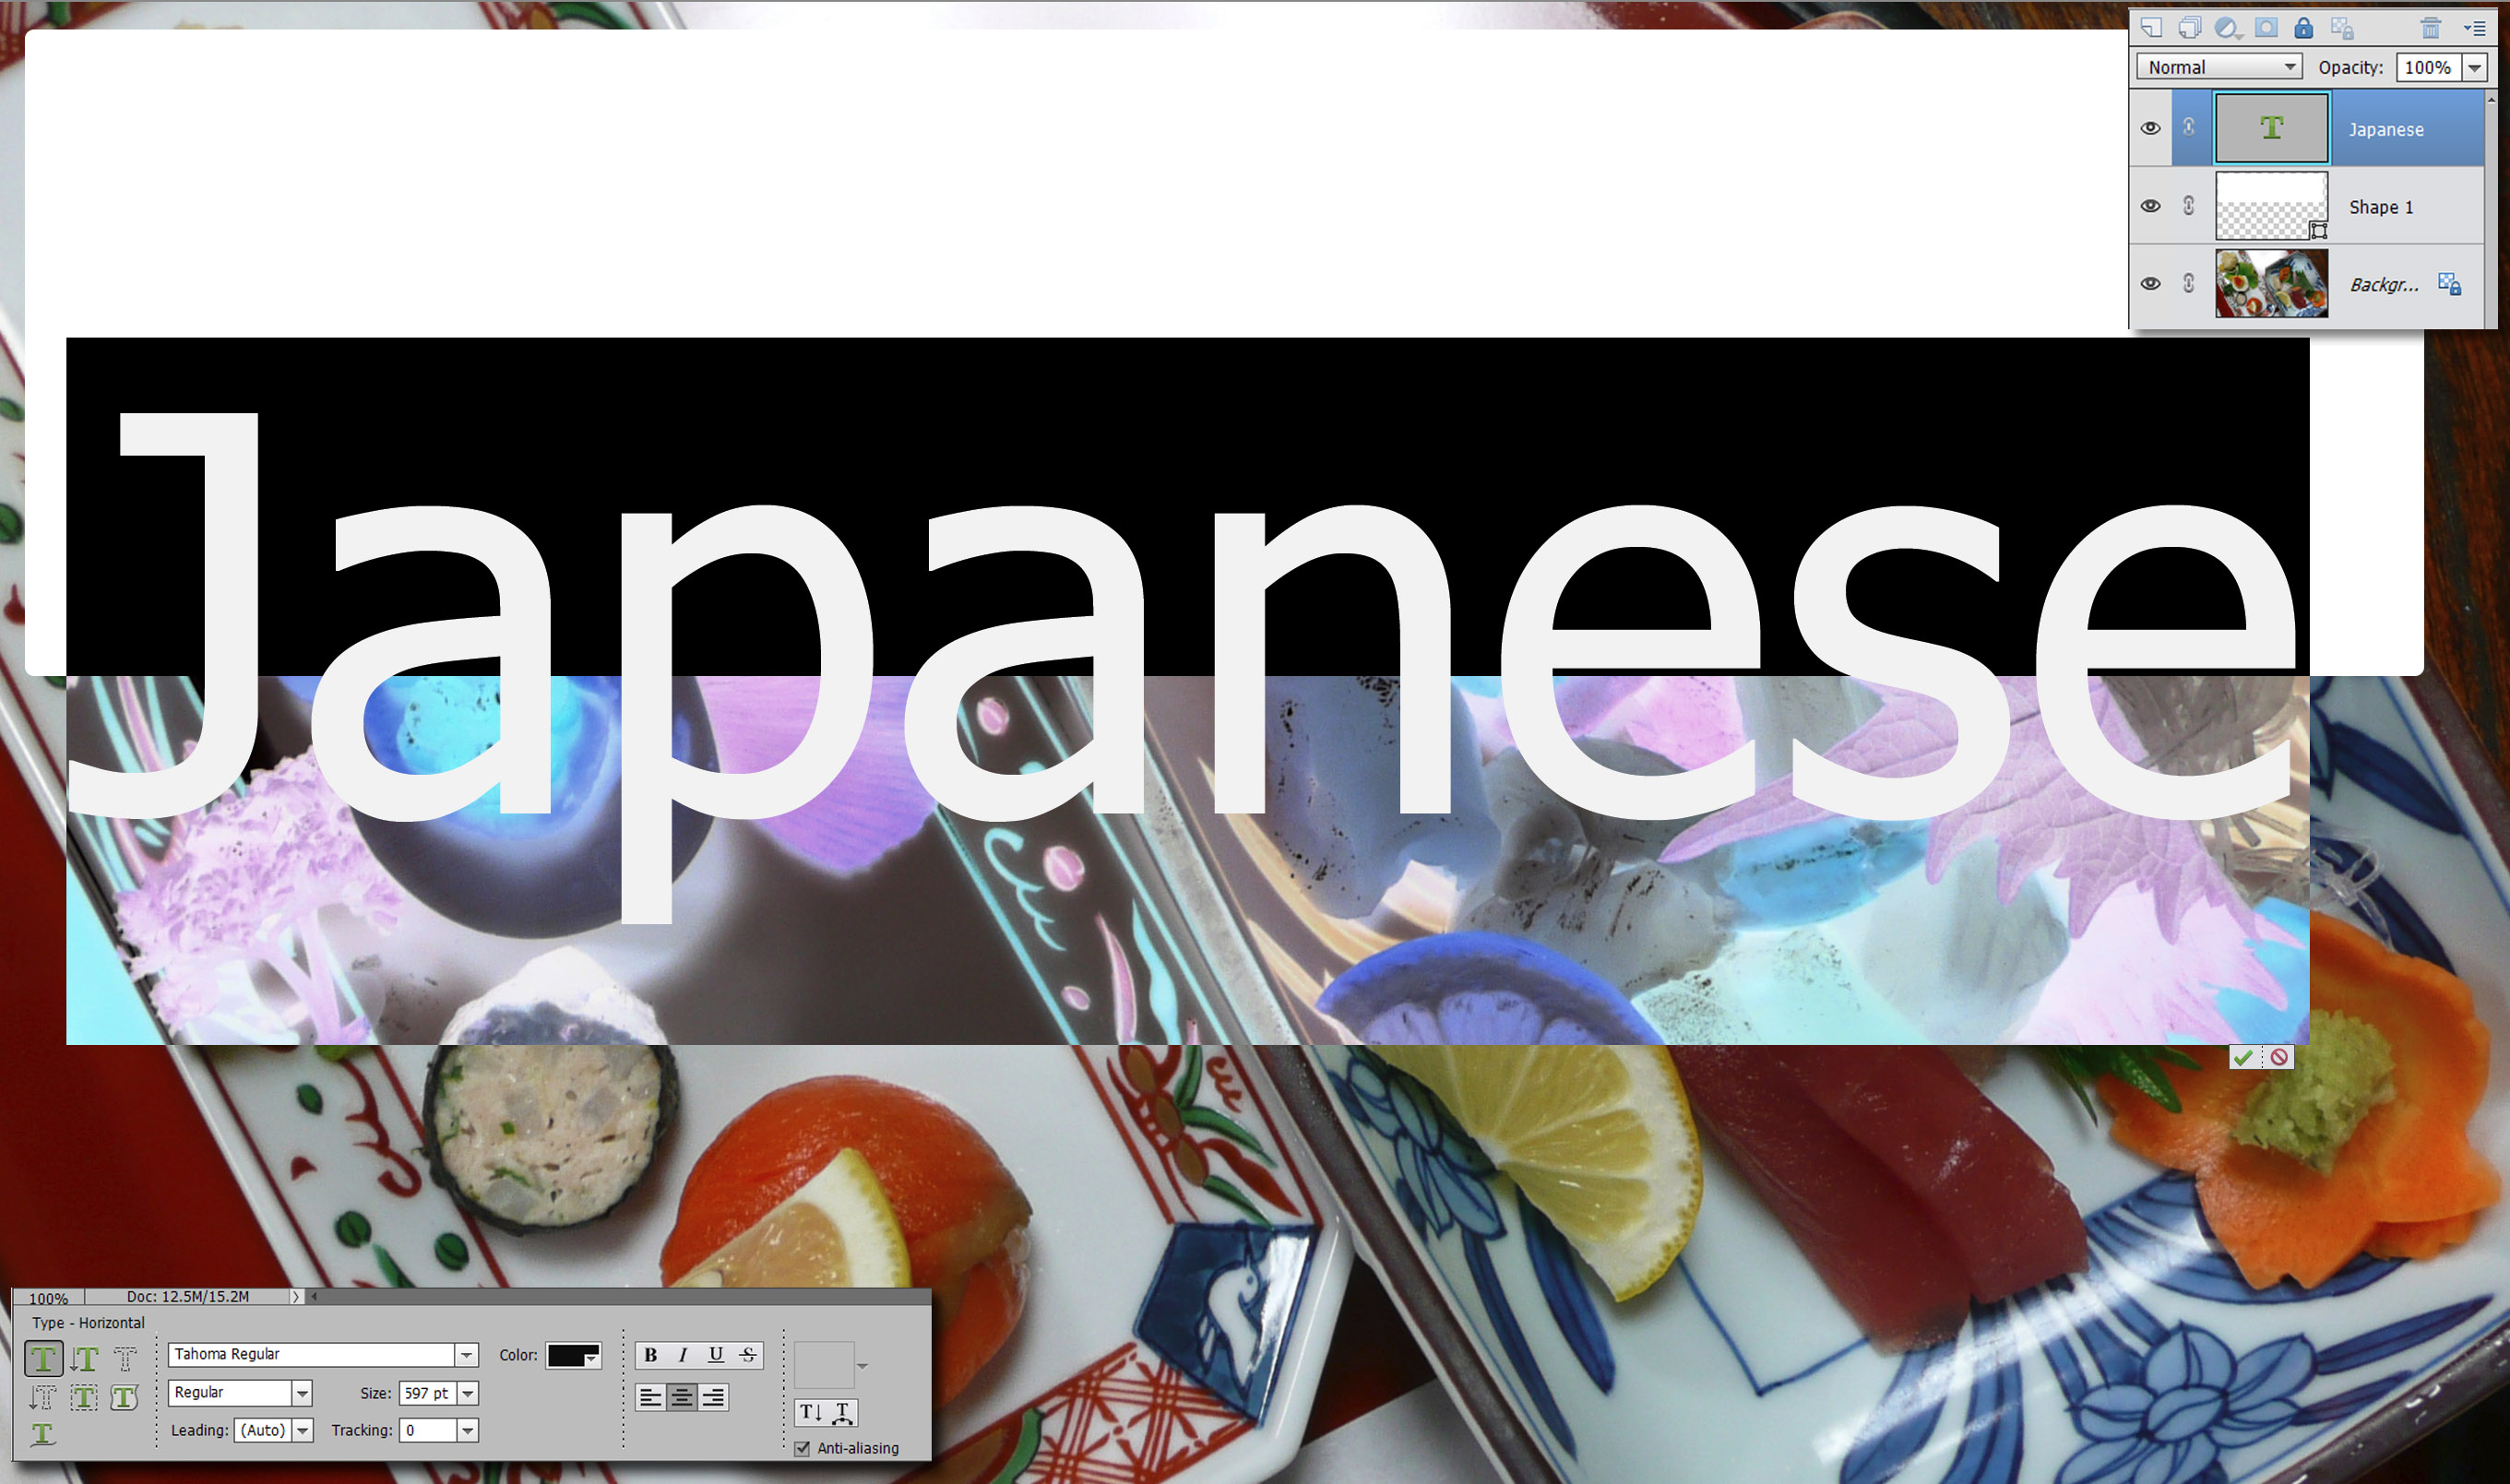 Normal Opacity: 100%
Japanese
Shape 1
Backgr...
Japanese
100% Doc: 12.5M/15.2M
Type - Horizontal
Tahoma Regular Color: B I U S
Regular Size: 597 pt
Leading: (Auto) Tracking: 0
Anti-aliasing